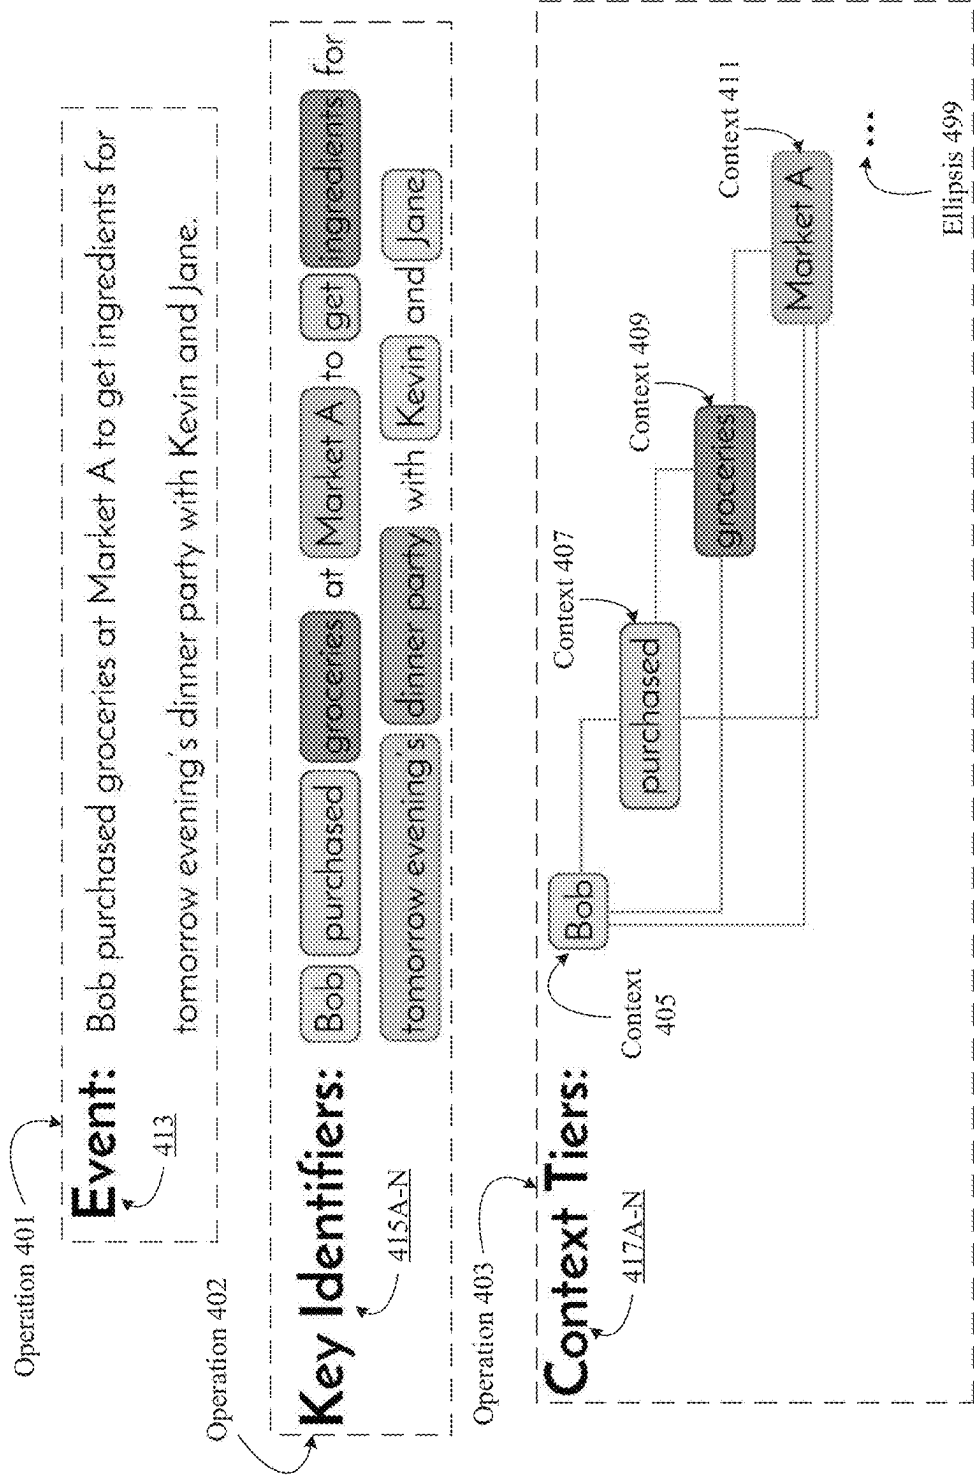 Operation 401
Event: Bob purchased groceries at Market A to get ingredients for
413
tomorrow evening's dinner party with Kevin and Jane.
Operation 402
Key Identifiers: Bob purchased groceries at Market A to get ingredients for
415A-N
tomorrow evening's dinner party with Kevin and Jane
Operation 403
Context Tiers:
417A-N
Context
405
Bob
Context 407
purchased
Context 409
groceries
Context 411
Market A
...
Ellipsis 499